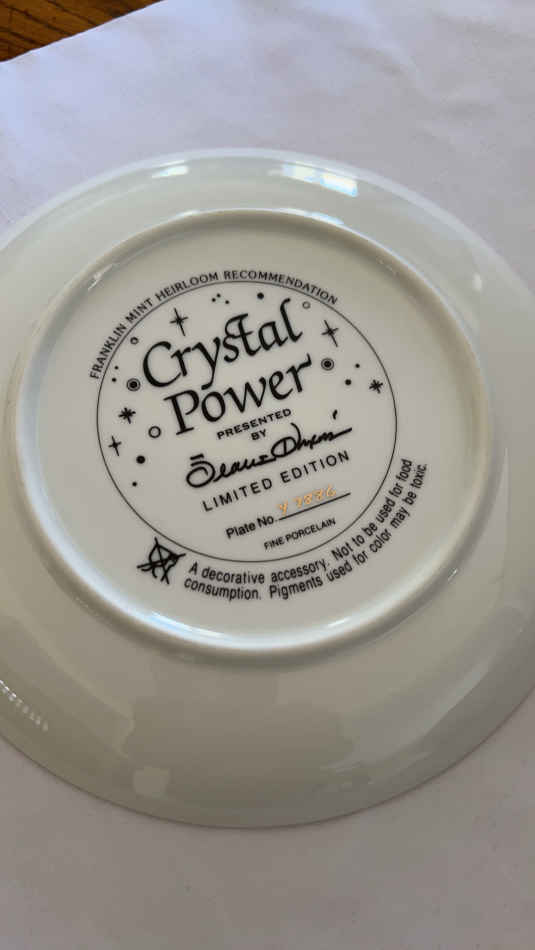 FRANKLIN MINT HEIRLOOM RECOMMENDATION
Crystal
Power
PRESENTED
BY
LIMITED EDITION
Plate No.
FINE PORCELAIN
A decorative accessory. Not to be used for food
consumption. Pigments used for color may be toxic.